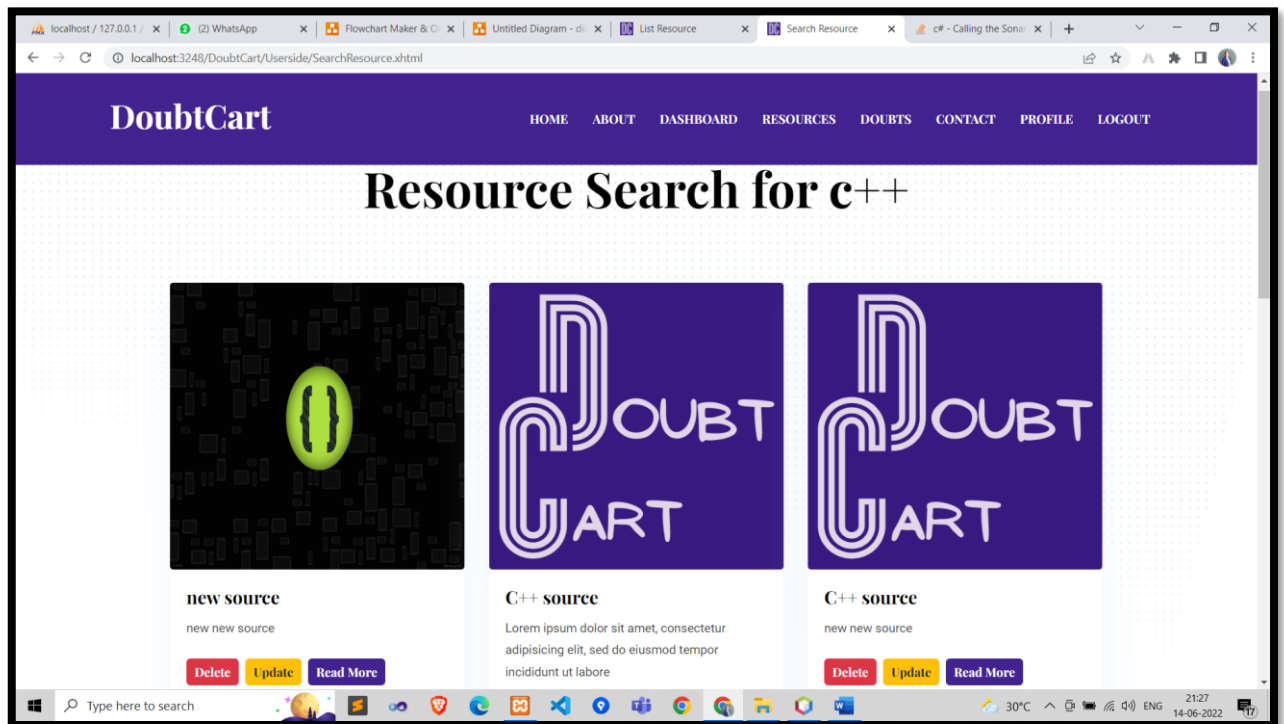 localhost / 127.0.0.1 /
(2) WhatsApp
Flowchart Maker & O
Untitled Diagram - d
List Resource
Search Resource
c# - Calling the Sona
localhost:3248/DoubtCart/Userside/SearchResource.xhtml
DoubtCart
HOME ABOUT DASHBOARD RESOURCES DOUBTS CONTACT PROFILE LOGOUT
Resource Search for c++
DOUBT
CART
DOUBT
CART
new source
new new source
Delete Update Read More
C++ source
Lorem ipsum dolor sit amet, consectetur
adipisicing elit, sed do eiusmod tempor
incididunt ut labore
C++ source
new new source
Delete Update Read More
Type here to search
30°C ENG
21:27
14-06-2022
17